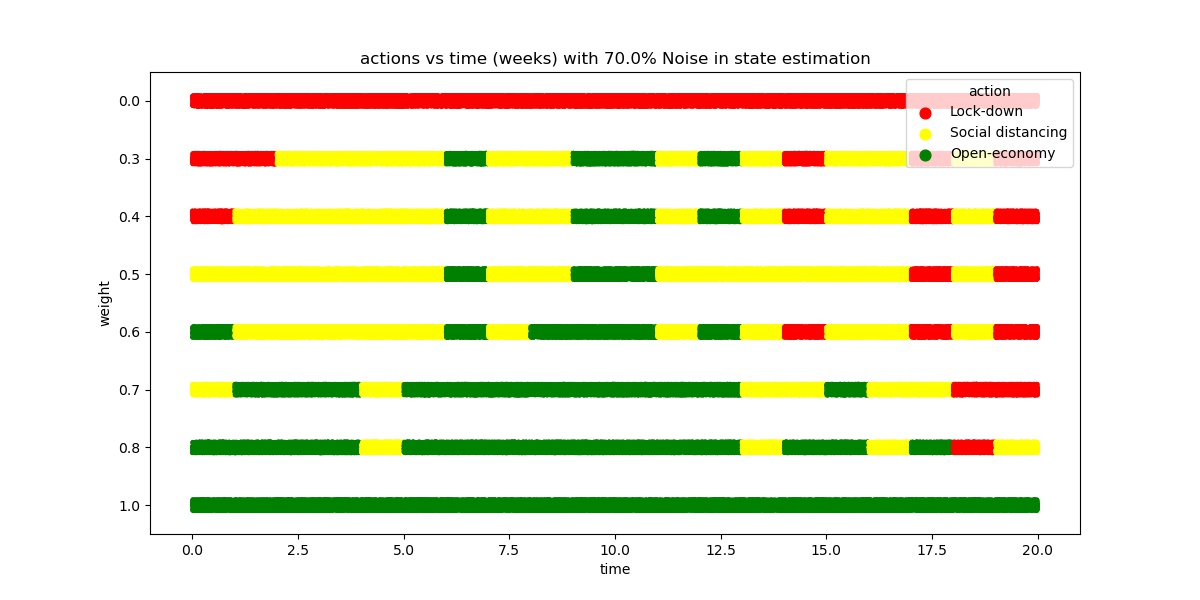 actions vs time (weeks) with 70.0% Noise in state estimation
action
Lock-down
Social distancing
Open-economy
weight
0.0
0.3
0.4
0.5
0.6
0.7
0.8
1.0
0.0 2.5 5.0 7.5 10.0 12.5 15.0 17.5 20.0
time